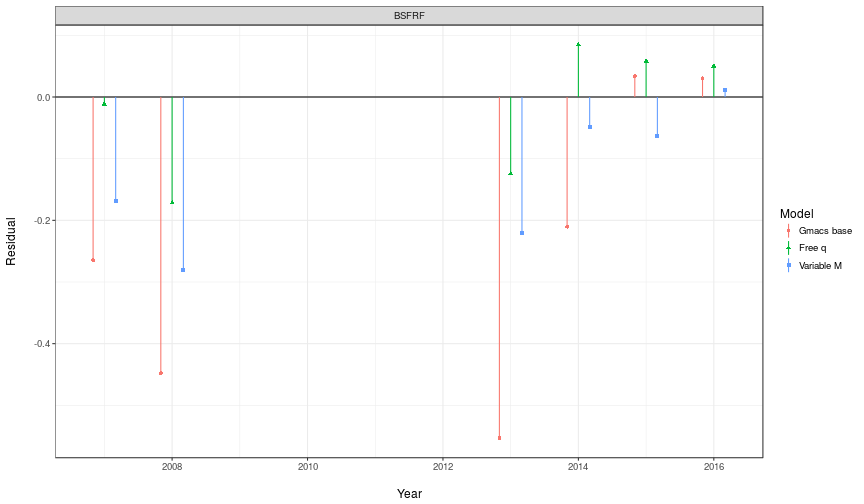 BSFRF
0.0
-0.2
-0.4
Residual
2008
2010
2012
2014
2016
Year
Model
Gmacs base
Free q
Variable M